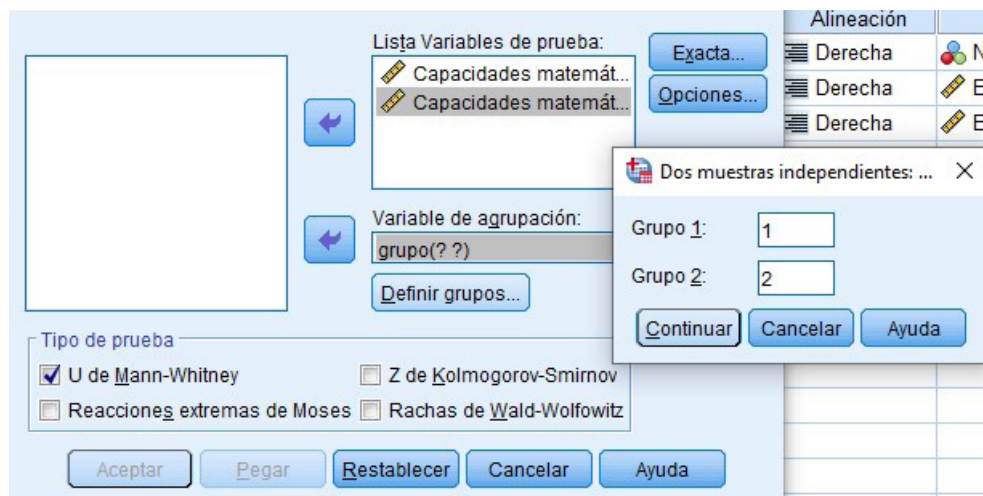 Lista Variables de prueba:
Capacidades matemát...
Capacidades matemát...
Exacta...
Opciones...
Variable de agrupación:
grupo(? ?)
Definir grupos...
Tipo de prueba
U de Mann-Whitney
Z de Kolmogorov-Smirnov
Reacciones extremas de Moses
Rachas de Wald-Wolfowitz
Aceptar
Pegar
Restablecer
Cancelar
Ayuda
Alineación
Derecha
N
Derecha
E
Derecha
E
Dos muestras independientes: ...
Grupo 1:
1
Grupo 2:
2
Continuar
Cancelar
Ayuda